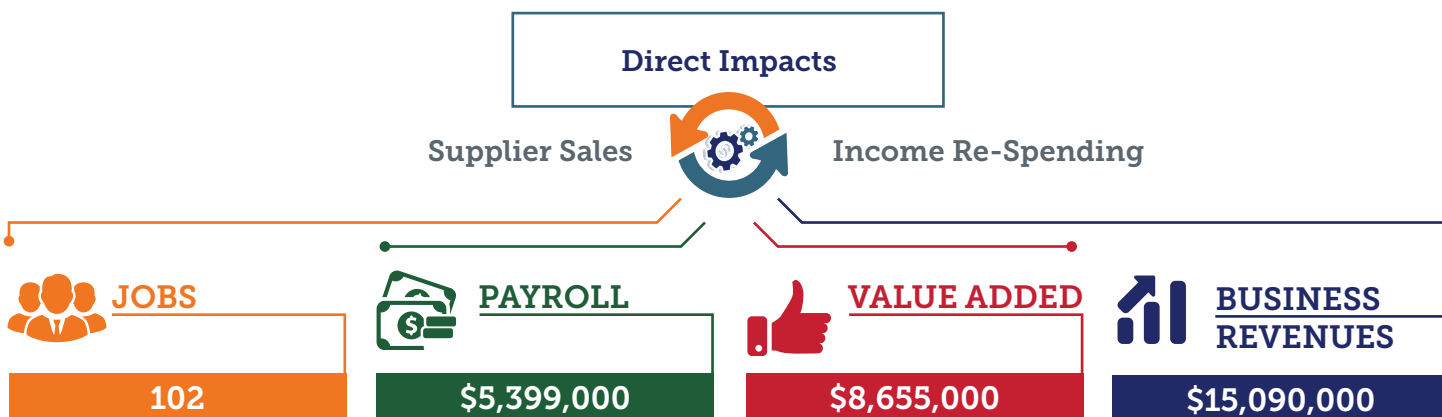 Direct Impacts
Supplier Sales
Income Re-Spending
JOBS
102
$
PAYROLL
$5,399,000
VALUE ADDED
$8,655,000
BUSINESS
REVENUES
$15,090,000